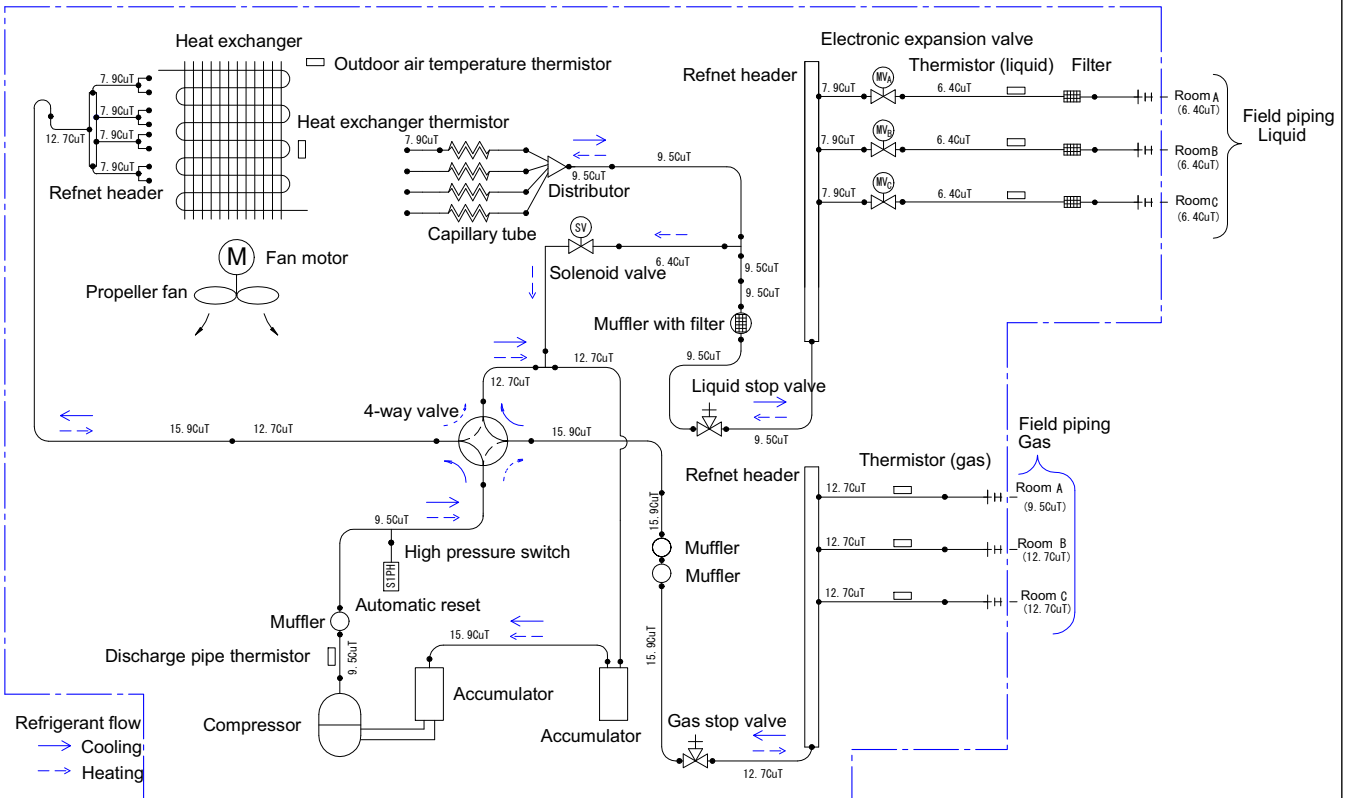 Heat exchanger
Outdoor air temperature thermistor
7.9CuT
7.9CuT
7.9CuT
7.9CuT
12.7CuT
Refnet header
Heat exchanger thermistor
7.9CuT
Capillary tube
9.5CuT
Distributor
9.5CuT
SV
Solenoid valve
6.4CuT
9.5CuT
9.5CuT
Muffler with filter
9.5CuT
Liquid stop valve
9.5CuT
Refnet header
Electronic expansion valve
Thermistor (liquid)
Filter
7.9CuT
MVA
6.4CuT
Room A
(6.4CuT)
7.9CuT
MVB
6.4CuT
Room B
(6.4CuT)
7.9CuT
MVC
6.4CuT
Room C
(6.4CuT)
Field piping
Liquid
M
Fan motor
Propeller fan
12.7CuT
12.7CuT
4-way valve
15.9CuT
12.7CuT
15.9CuT
9.5CuT
High pressure switch
S1PH
Automatic reset
Muffler
Discharge pipe thermistor
9.5CuT
Compressor
15.9CuT
Accumulator
Accumulator
15.9CuT
Muffler
Muffler
15.9CuT
Gas stop valve
12.7CuT
Refnet header
Thermistor (gas)
Field piping
Gas
12.7CuT
Room A
(9.5CuT)
12.7CuT
Room B
(12.7CuT)
12.7CuT
Room C
(12.7CuT)
Refrigerant flow
Cooling
Heating